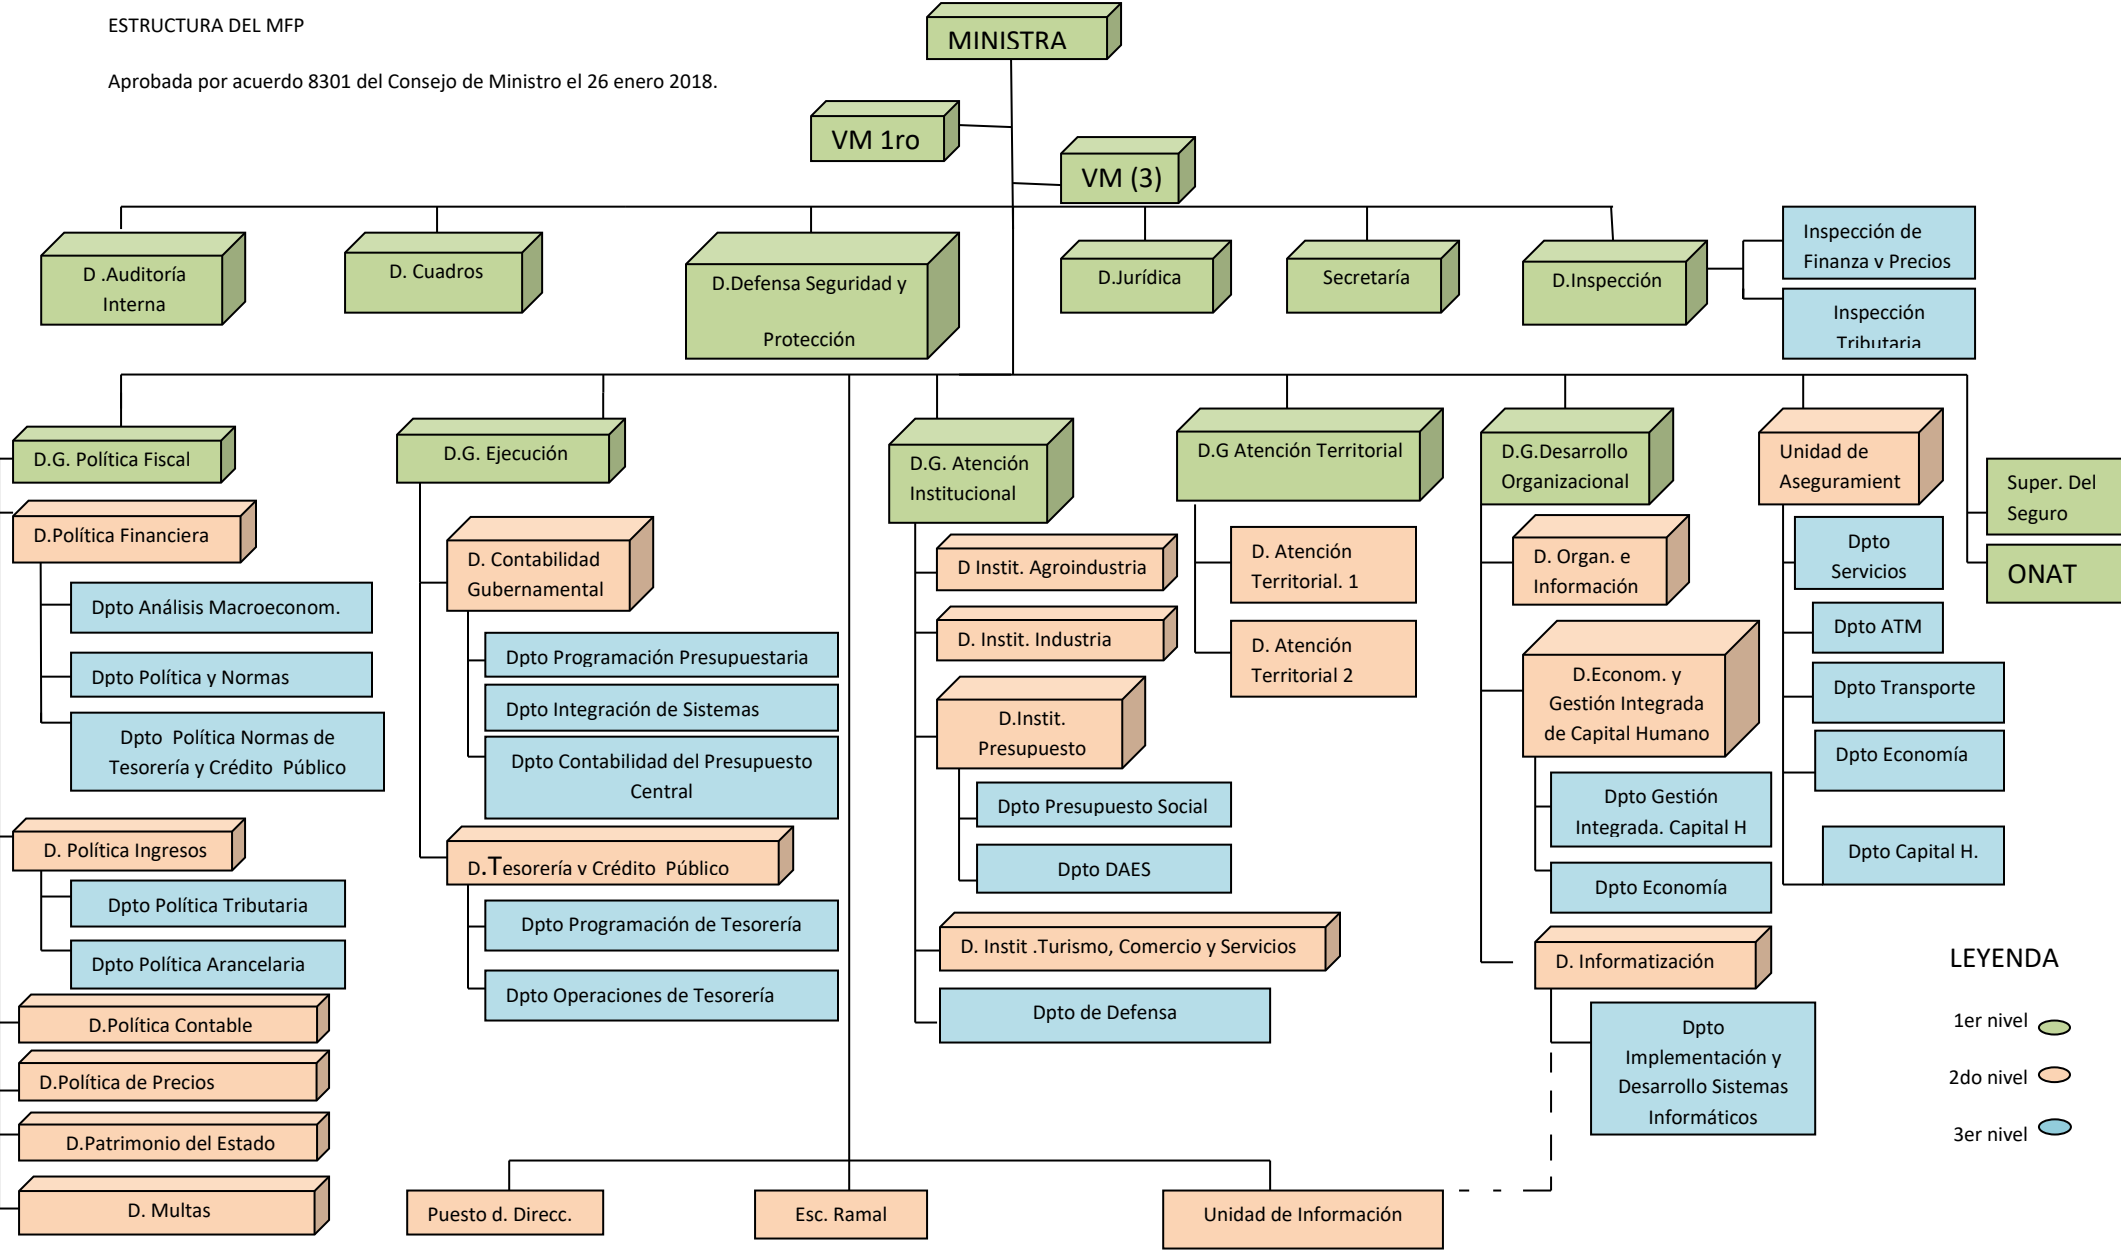 ESTRUCTURA DEL MFP
Aprobada por acuerdo 8301 del Consejo de Ministro el 26 enero 2018.
MINISTRA
VM 1ro
VM (3)
D .Auditoría
Interna
D. Cuadros
D.Defensa Seguridad y
Protección
D.Jurídica
Secretaría
D.Inspección
Inspección de
Finanza y Precios
Inspección
Tributaria
D.G. Política Fiscal
D.Política Financiera
Dpto Análisis Macroeconom.
Dpto Política y Normas
Dpto Política Normas de
Tesorería y Crédito Público
D. Política Ingresos
Dpto Política Tributaria
Dpto Política Arancelaria
D.Política Contable
D.Política de Precios
D.Patrimonio del Estado
D. Multas
D.G. Ejecución
D. Contabilidad
Gubernamental
Dpto Programación Presupuestaria
Dpto Integración de Sistemas
Dpto Contabilidad del Presupuesto
Central
D.Tesorería y Crédito Público
Dpto Programación de Tesorería
Dpto Operaciones de Tesorería
D.G. Atención
Institucional
D Instit. Agroindustria
D. Instit. Industria
D.Instit.
Presupuesto
Dpto Presupuesto Social
Dpto DAES
D. Instit .Turismo, Comercio y Servicios
Dpto de Defensa
D.G Atención Territorial
D. Atención
Territorial. 1
D. Atención
Territorial 2
D.G.Desarrollo
Organizacional
D. Organ. e
Información
D.Econom. y
Gestión Integrada
de Capital Humano
Dpto Gestión
Integrada. Capital H
Dpto Economía
D. Informatización
Dpto
Implementación y
Desarrollo Sistemas
Informáticos
Unidad de
Aseguramient
Dpto
Servicios
Dpto ATM
Dpto Transporte
Dpto Economía
Dpto Capital H.
Super. Del
Seguro
ONAT
LEYENDA
1er nivel
2do nivel
3er nivel
Puesto d. Direcc.
Esc. Ramal
Unidad de Información